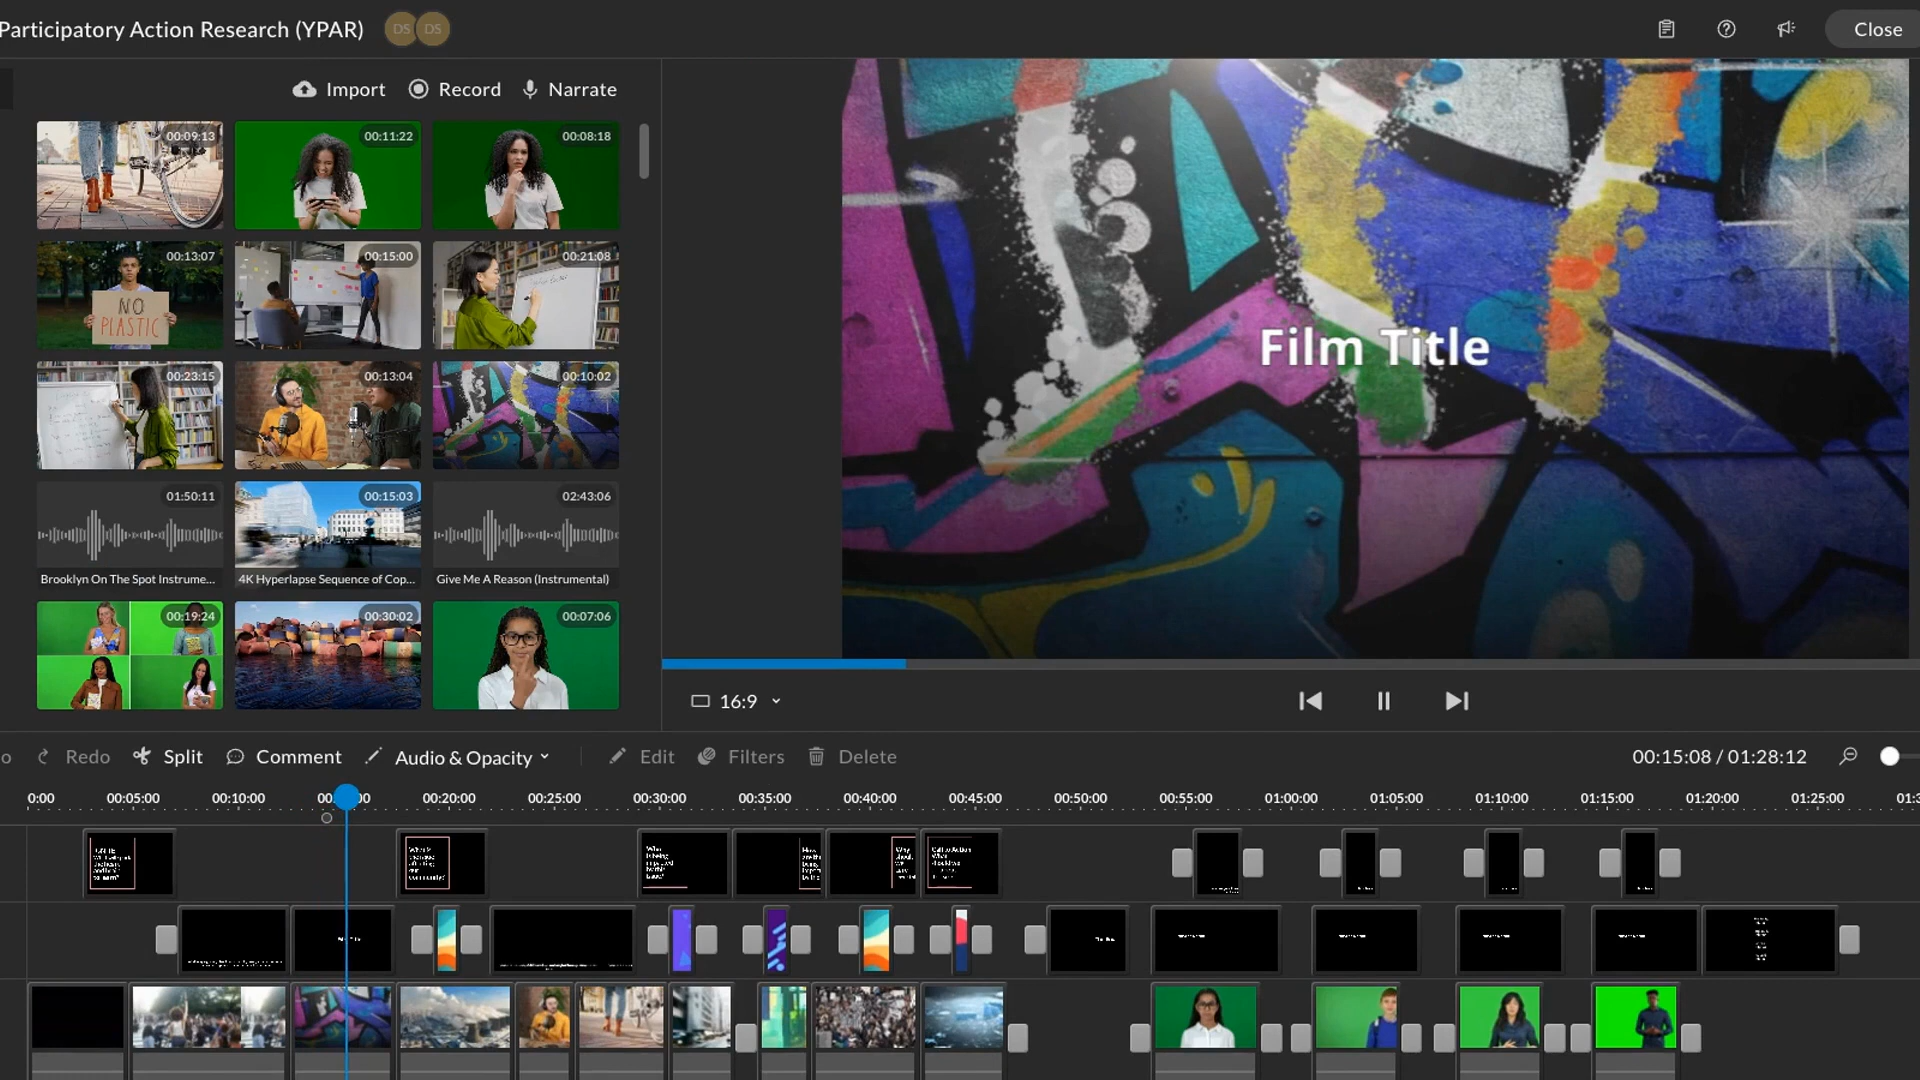 Participatory Action Research (YPAR)
DS DS
Close
Import Record Narrate
00:09:13 00:11:22 00:08:18
00:13:07 00:15:00 00:21:08
NO
PLASTIC
00:23:15 00:13:04 00:10:02
01:50:11 00:15:03 02:43:06
Brooklyn On The Spot Instrume... 4K Hyperlapse Sequence of Cop... Give Me A Reason (Instrumental)
00:19:24 00:30:02 00:07:06
Film Title
16:9
o Redo Split Comment Audio & Opacity Edit Filters Delete 00:15:08 / 01:28:12
0:00 00:05:00 00:10:00 00:20:00 00:25:00 00:30:00 00:35:00 00:40:00 00:45:00 00:50:00 00:55:00 01:00:00 01:05:00 01:10:00 01:15:00 01:20:00 01:25:00 01:3
Call to Action